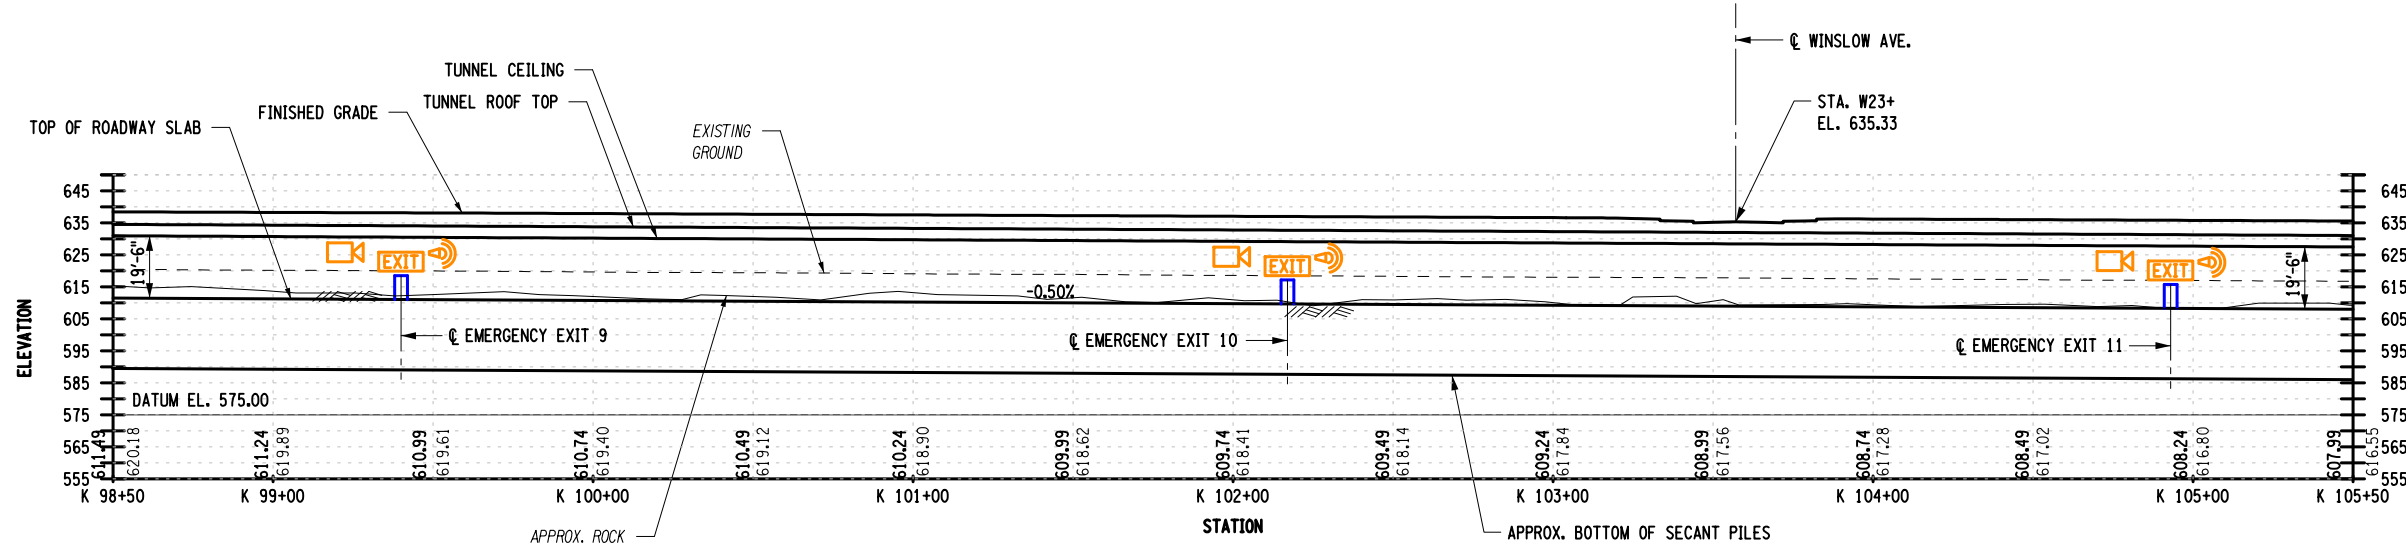 ℄ WINSLOW AVE.
TUNNEL CEILING
TUNNEL ROOF TOP
FINISHED GRADE
TOP OF ROADWAY SLAB
EXISTING
GROUND
STA. W23+
EL. 635.33
645
635
625
615
605
595
585
575
565
555
ELEVATION
19'-6"
EXIT
EXIT
EXIT
-0.50%
19'-6"
645
635
625
615
605
595
585
575
565
555
℄ EMERGENCY EXIT 9
℄ EMERGENCY EXIT 10
℄ EMERGENCY EXIT 11
DATUM EL. 575.00
611.49
620.18
611.24
619.89
610.99
619.61
610.74
619.40
610.49
619.12
610.24
618.90
609.99
618.62
609.74
618.41
609.49
618.14
609.24
617.84
608.99
617.56
608.74
617.28
608.49
617.02
608.24
616.80
607.99
616.55
K 98+50
K 99+00
K 100+00
K 101+00
K 102+00
K 103+00
K 104+00
K 105+00
K 105+50
STATION
APPROX. ROCK
APPROX. BOTTOM OF SECANT PILES